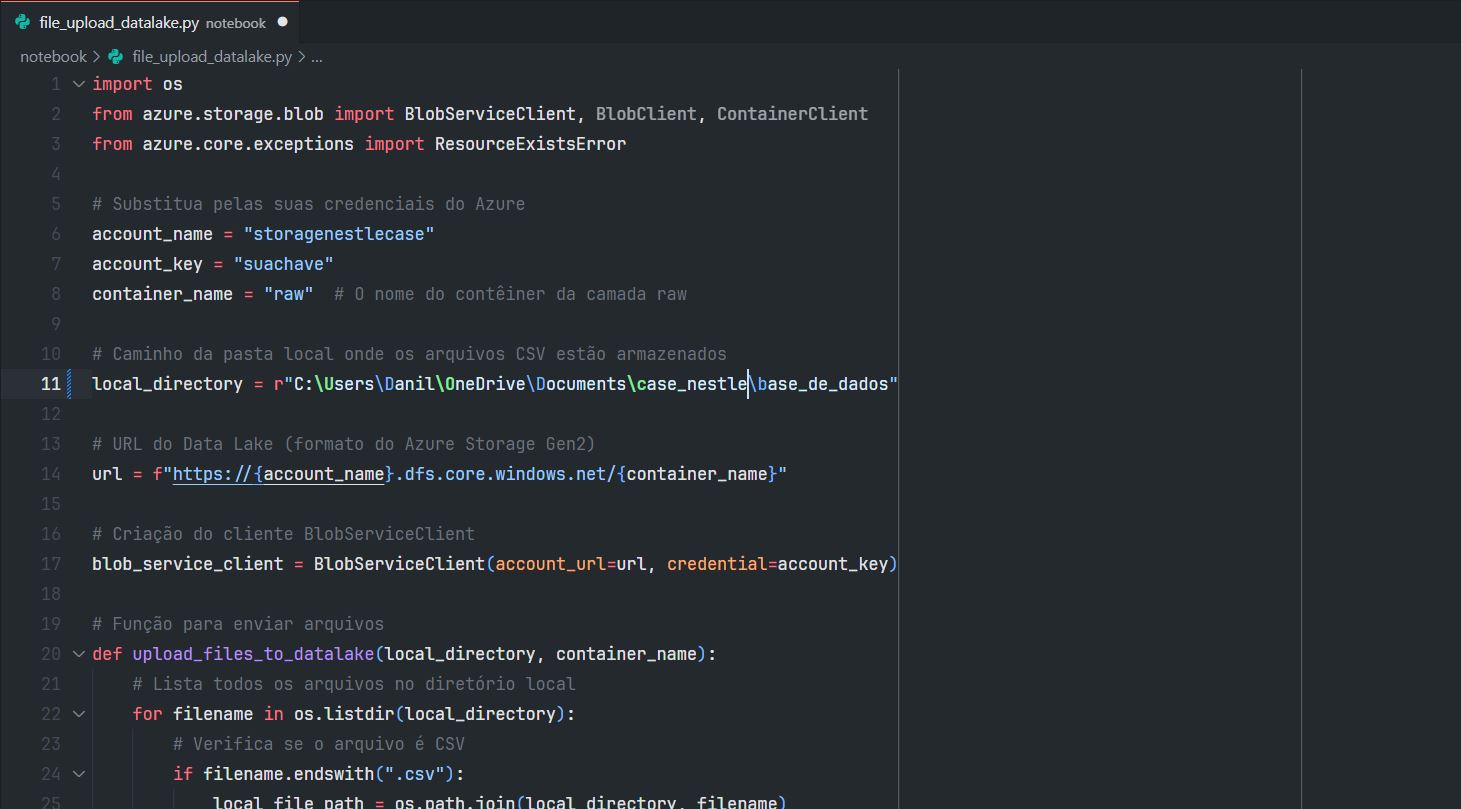 file_upload_datalake.py notebook
notebook > file_upload_datalake.py > ...
1 import os
2 from azure.storage.blob import BlobServiceClient, BlobClient, ContainerClient
3 from azure.core.exceptions import ResourceExistsError
4
5 # Substitua pelas suas credenciais do Azure
6 account_name = "storagenestlecase"
7 account_key = "suachave"
8 container_name = "raw"  # O nome do contêiner da camada raw
9
10 # Caminho da pasta local onde os arquivos CSV estão armazenados
11 local_directory = r"C:\Users\Danil\OneDrive\Documents\case_nestle\base_de_dados"
12
13 # URL do Data Lake (formato do Azure Storage Gen2)
14 url = f"https://{account_name}.dfs.core.windows.net/{container_name}"
15
16 # Criação do cliente BlobServiceClient
17 blob_service_client = BlobServiceClient(account_url=url, credential=account_key)
18
19 # Função para enviar arquivos
20 def upload_files_to_datalake(local_directory, container_name):
21     # Lista todos os arquivos no diretório local
22     for filename in os.listdir(local_directory):
23         # Verifica se o arquivo é CSV
24         if filename.endswith(".csv"):
25             local_file_path = os.path.join(local_directory, filename)